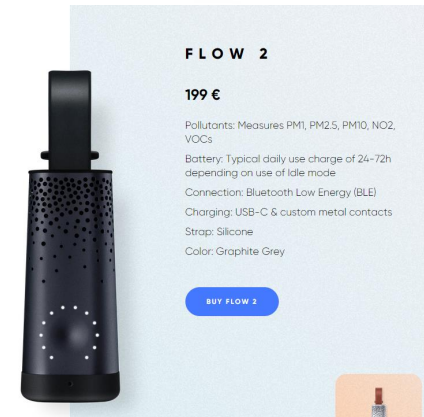 FLOW 2
199 €
Pollutants: Measures PM1, PM2.5, PM10, NO2,
VOCs
Battery: Typical daily use charge of 24-72h
depending on use of Idle mode
Connection: Bluetooth Low Energy (BLE)
Charging: USB-C & custom metal contacts
Strap: Silicone
Color: Graphite Grey
BUY FLOW 2